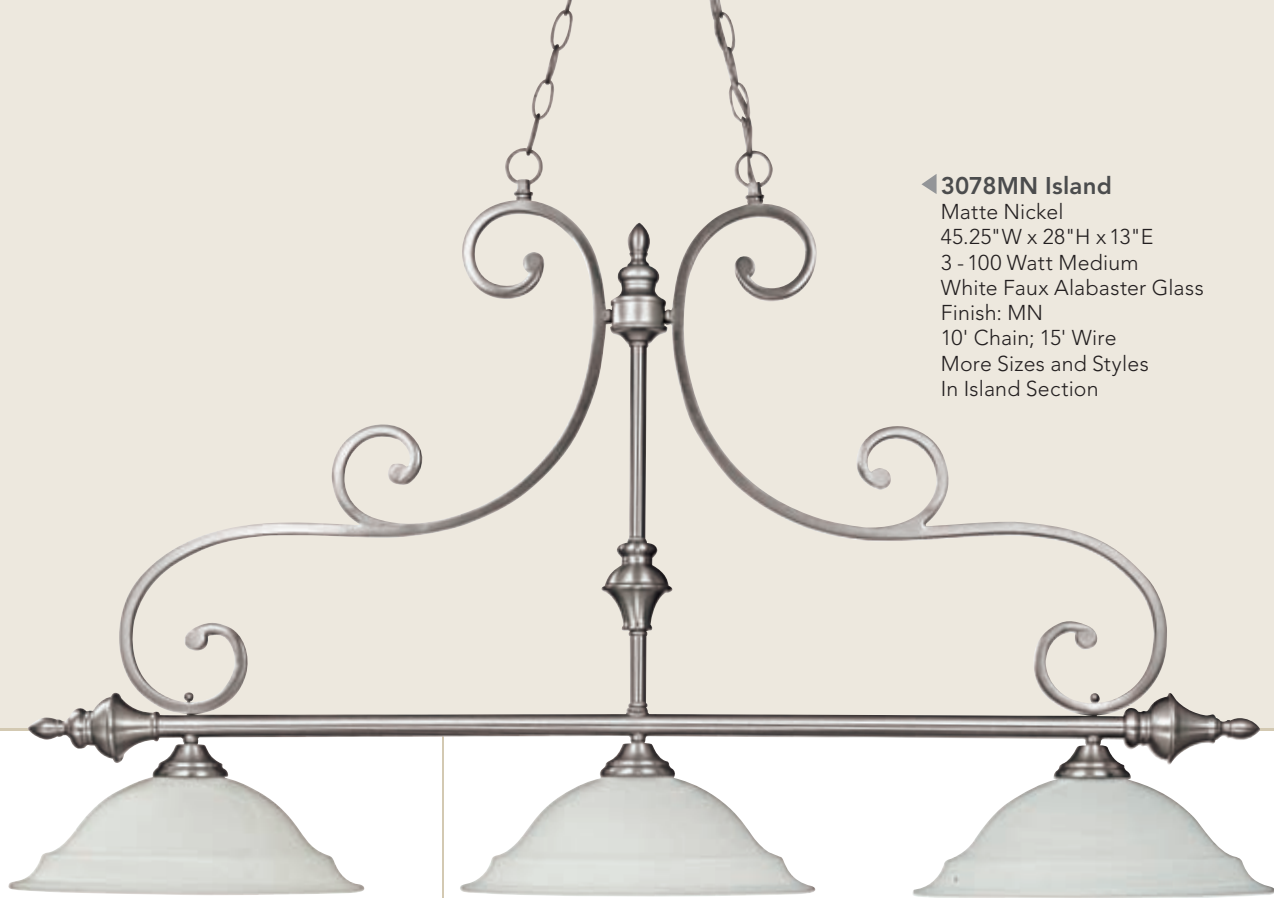 3078MN Island
Matte Nickel
45.25"W x 28"H x 13"E
3 - 100 Watt Medium
White Faux Alabaster Glass
Finish: MN
10' Chain; 15' Wire
More Sizes and Styles
In Island Section